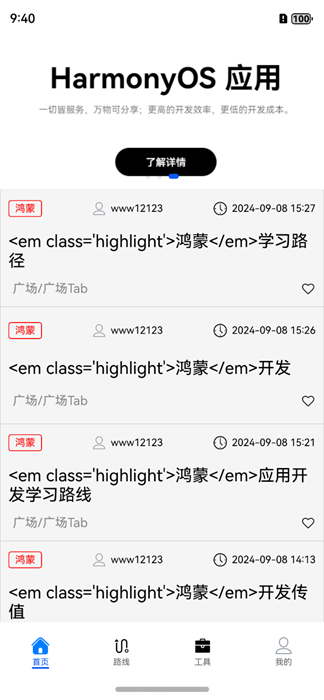 9:40
100
HarmonyOS 应用
一切皆服务，万物可分享；更高的开发效率，更低的开发成本。
了解详情
鸿蒙 www12123 2024-09-08 15:27
<em class='highlight'>鸿蒙</em>学习路
径
广场/广场Tab
鸿蒙 www12123 2024-09-08 15:26
<em class='highlight'>鸿蒙</em>开发
广场/广场Tab
鸿蒙 www12123 2024-09-08 15:21
<em class='highlight'>鸿蒙</em>应用开
发学习路线
广场/广场Tab
鸿蒙 www12123 2024-09-08 14:13
<em class='highlight'>鸿蒙</em>开发传
值
首页 路线 工具 我的